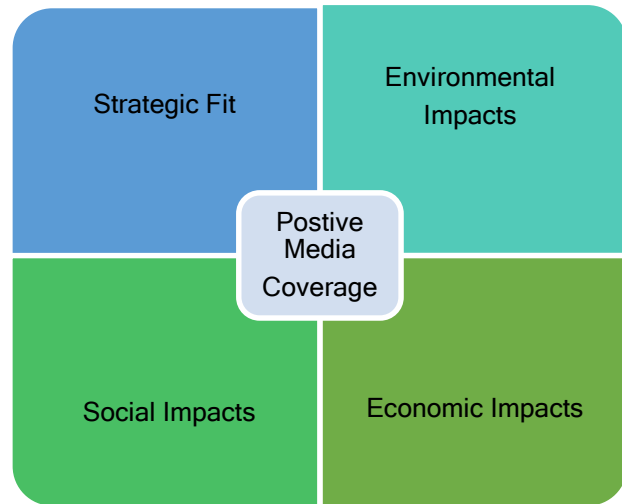 Strategic Fit
Environmental
Impacts
Postive
Media
Coverage
Social Impacts
Economic Impacts